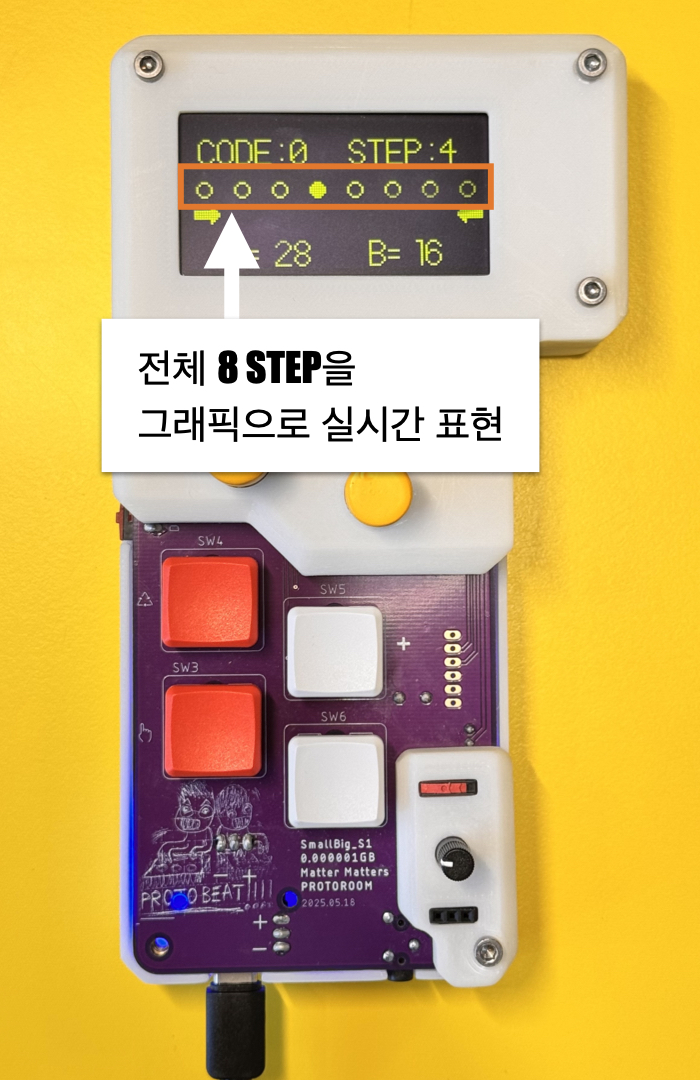 CODE:0 STEP:4
= 28 B= 16
전체 8 STEP을
그래픽으로 실시간 표현
SW4
SW5
+
SW3
SW6
SmallBig_S1
0.000001GB
Matter Matters
PROTOROOM
2025.05.18
- +
PROTO BEAT
+
-